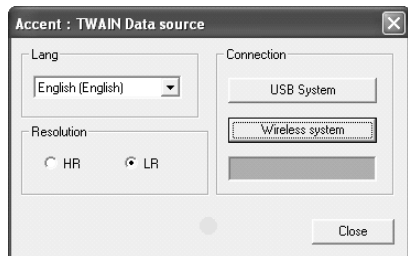 Accent : TWAIN Data source
Lang
English (English)
Resolution
HR
LR
Connection
USB System
Wireless system
Close